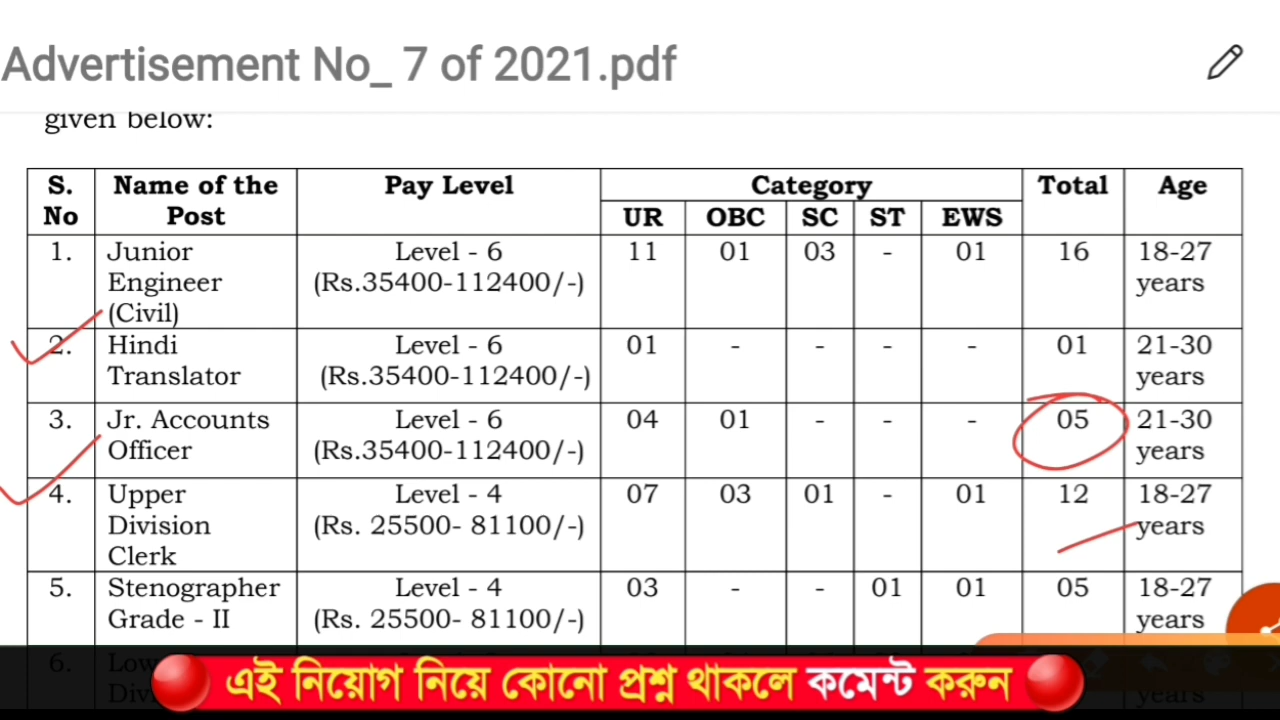 Advertisement No_ 7 of 2021.pdf
given below:
S. No | Name of the Post | Pay Level | Category | Total | Age
UR | OBC | SC | ST | EWS
1. | Junior Engineer (Civil) | Level - 6 (Rs.35400-112400/-) | 11 | 01 | 03 | - | 01 | 16 | 18-27 years
2. | Hindi Translator | Level - 6 (Rs.35400-112400/-) | 01 | - | - | - | - | 01 | 21-30 years
3. | Jr. Accounts Officer | Level - 6 (Rs.35400-112400/-) | 04 | 01 | - | - | - | 05 | 21-30 years
4. | Upper Division Clerk | Level - 4 (Rs. 25500- 81100/-) | 07 | 03 | 01 | - | 01 | 12 | 18-27 years
5. | Stenographer Grade - II | Level - 4 (Rs. 25500- 81100/-) | 03 | - | - | 01 | 01 | 05 | 18-27 years
6.
এই নিয়োগ নিয়ে কোনো প্রশ্ন থাকলে কমেন্ট করুন
years